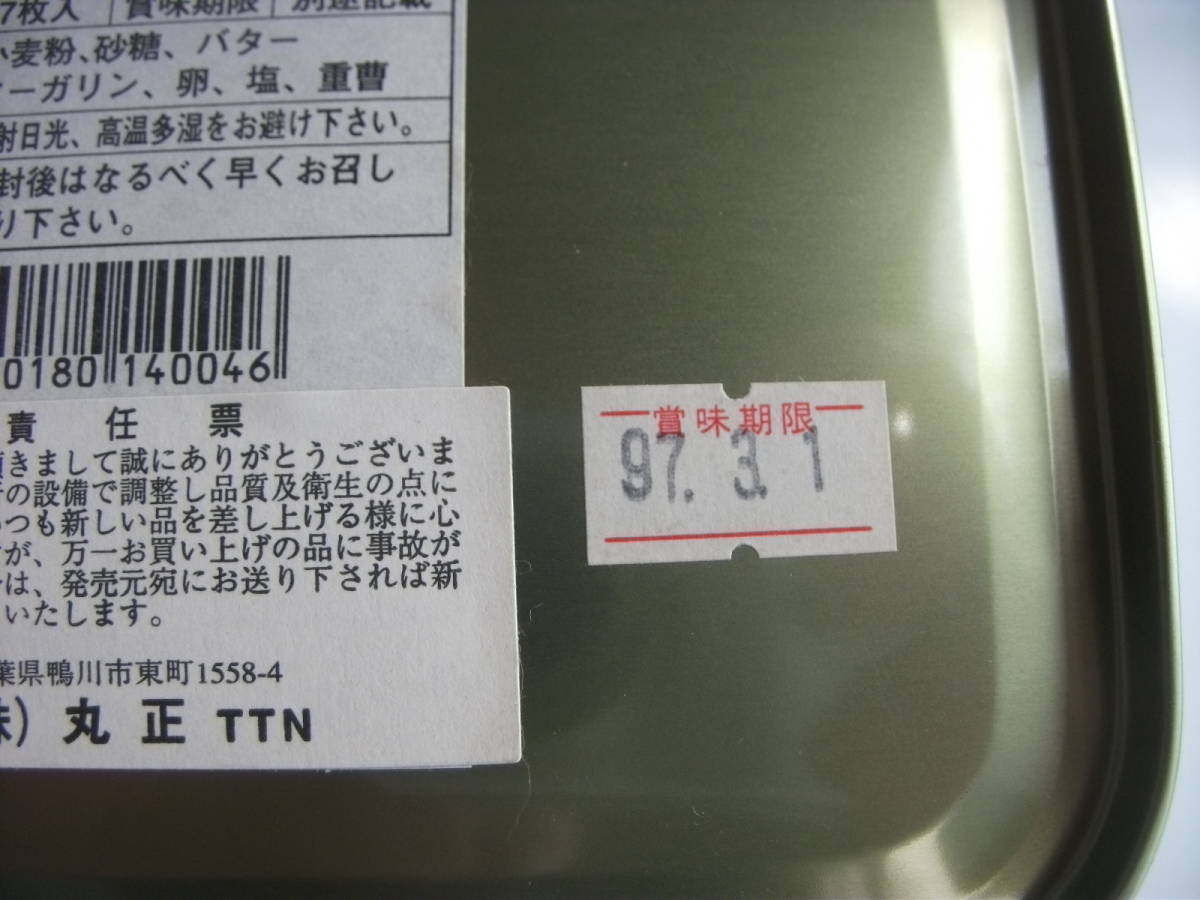 7枚入 賞味期限 別途記載
小麦粉、砂糖、バター
マーガリン、卵、塩、重曹
射日光、高温多湿をお避け下さい。
封後はなるべく早くお召し
り下さい。
0180 140046
責任票
頂きまして誠にありがとうございま
の設備で調整し品質及衛生の点に
つも新しい品を差し上げる様に心
が、万一お買い上げの品に事故が
は、発売元宛にお送り下されば新
いたします。
葉県鴨川市東町1558-4
株）丸正 TTN
賞味期限
97. 3. 1